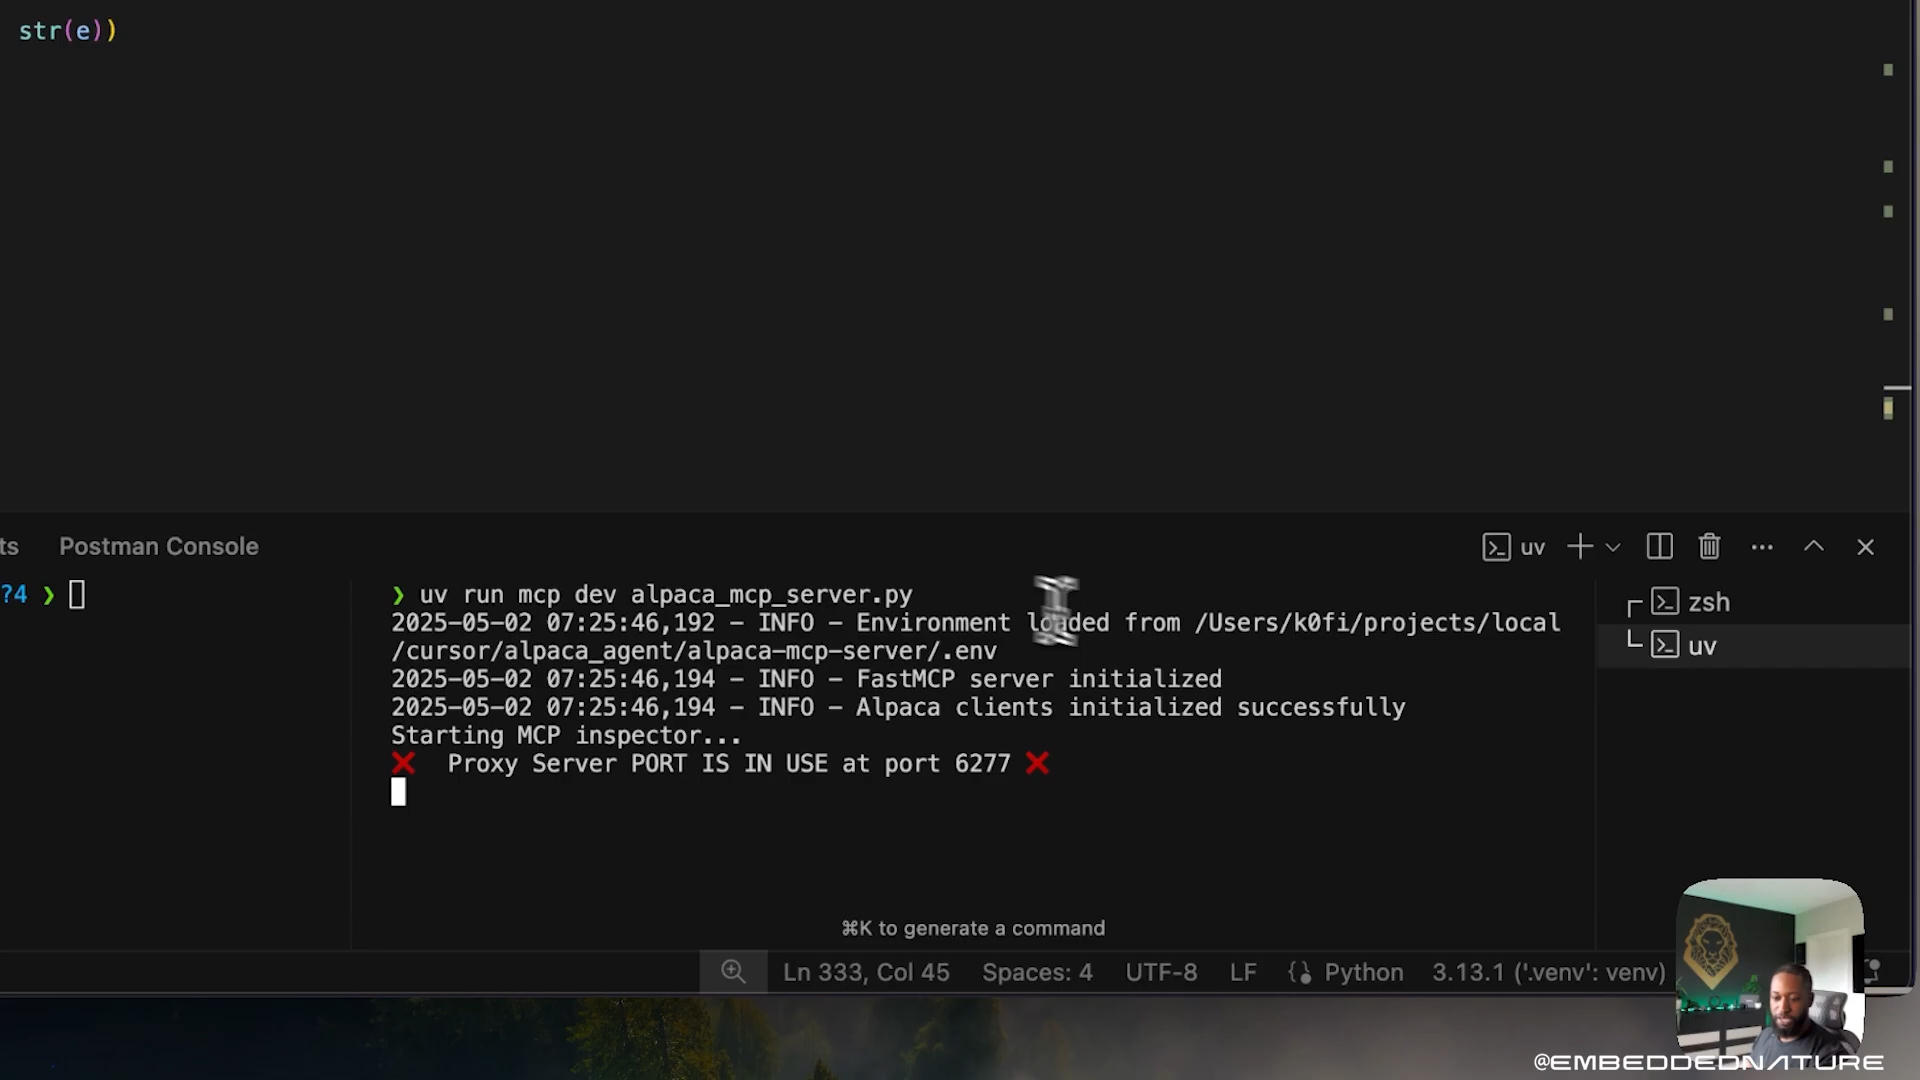 str(e))
ts Postman Console
uv
?4 ❯
❯ uv run mcp dev alpaca_mcp_server.py
2025-05-02 07:25:46,192 - INFO - Environment loaded from /Users/k0fi/projects/local
/cursor/alpaca_agent/alpaca-mcp-server/.env
2025-05-02 07:25:46,194 - INFO - FastMCP server initialized
2025-05-02 07:25:46,194 - INFO - Alpaca clients initialized successfully
Starting MCP inspector...
❌ Proxy Server PORT IS IN USE at port 6277 ❌
zsh
uv
⌘K to generate a command
Ln 333, Col 45 Spaces: 4 UTF-8 LF Python 3.13.1 ('.venv': venv)
@EMBEDDEDNATURE